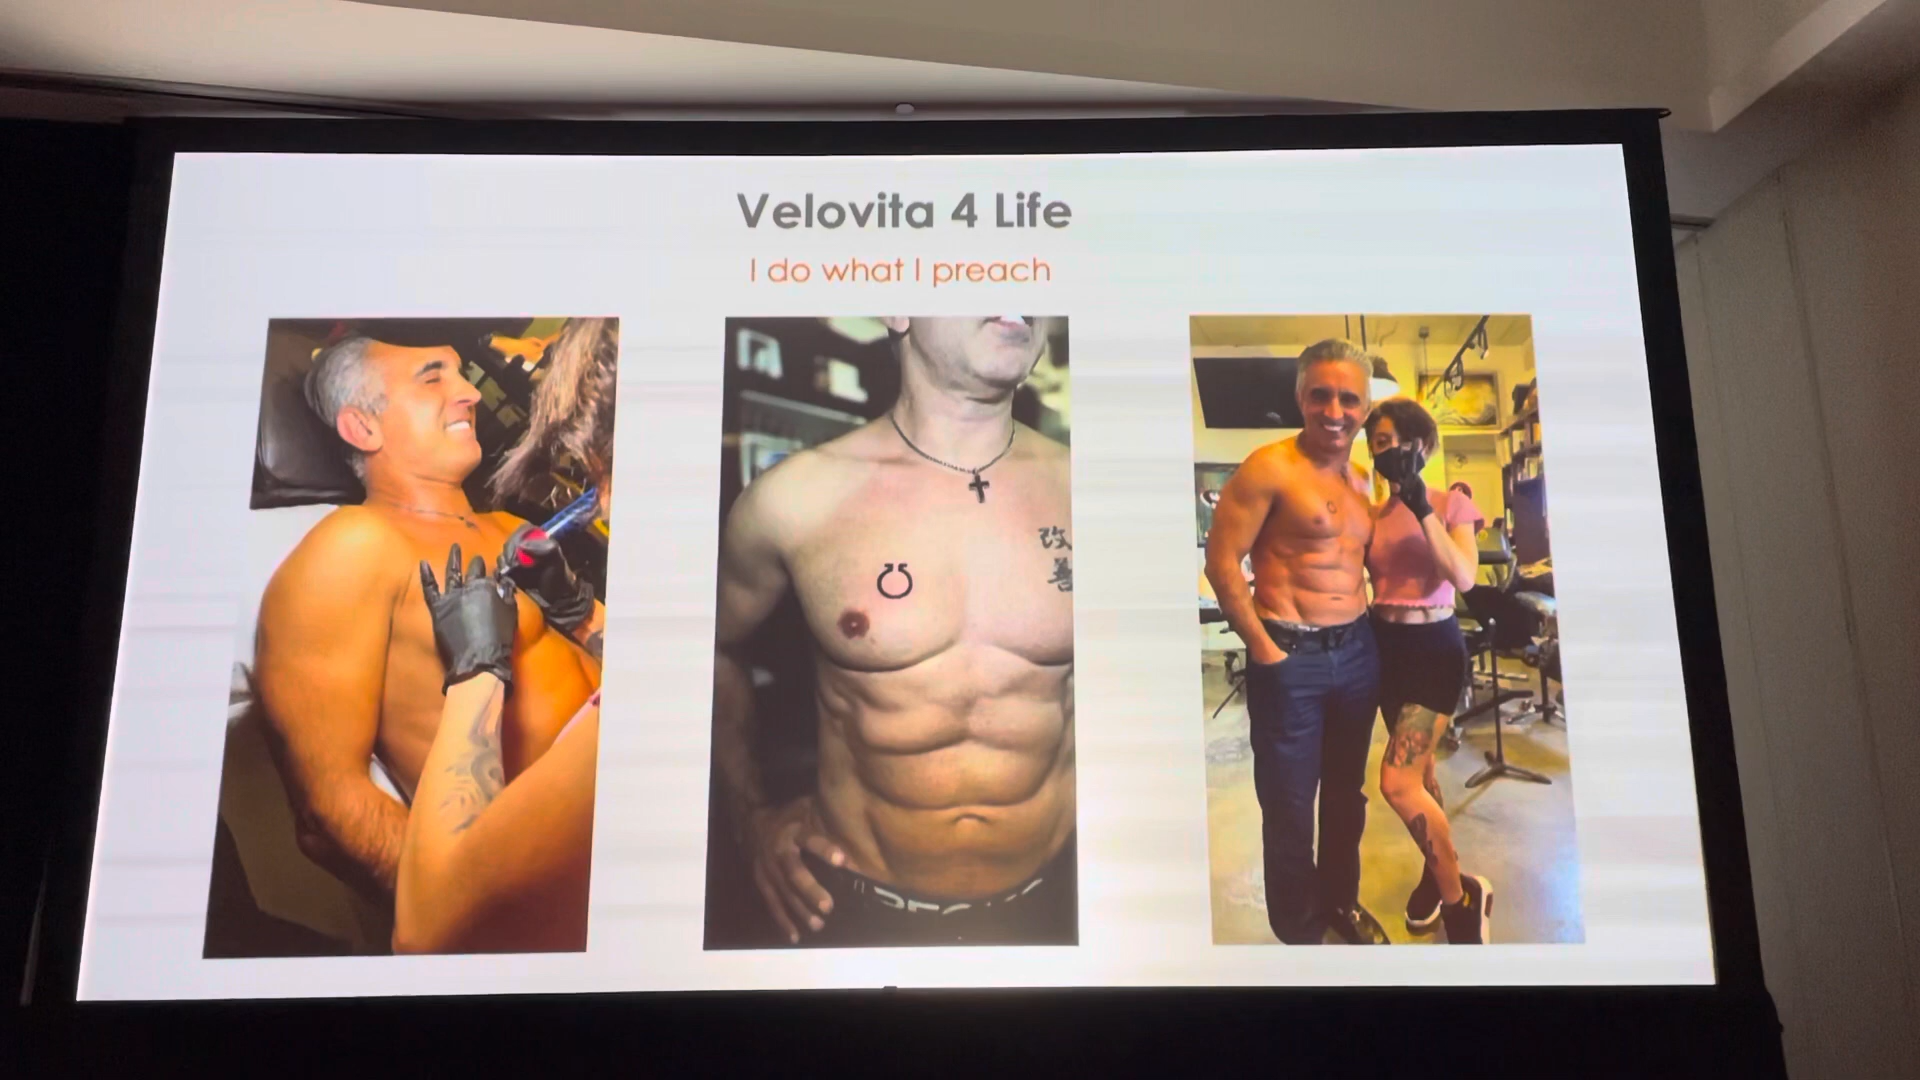 Velovita 4 Life
I do what I preach
改
善